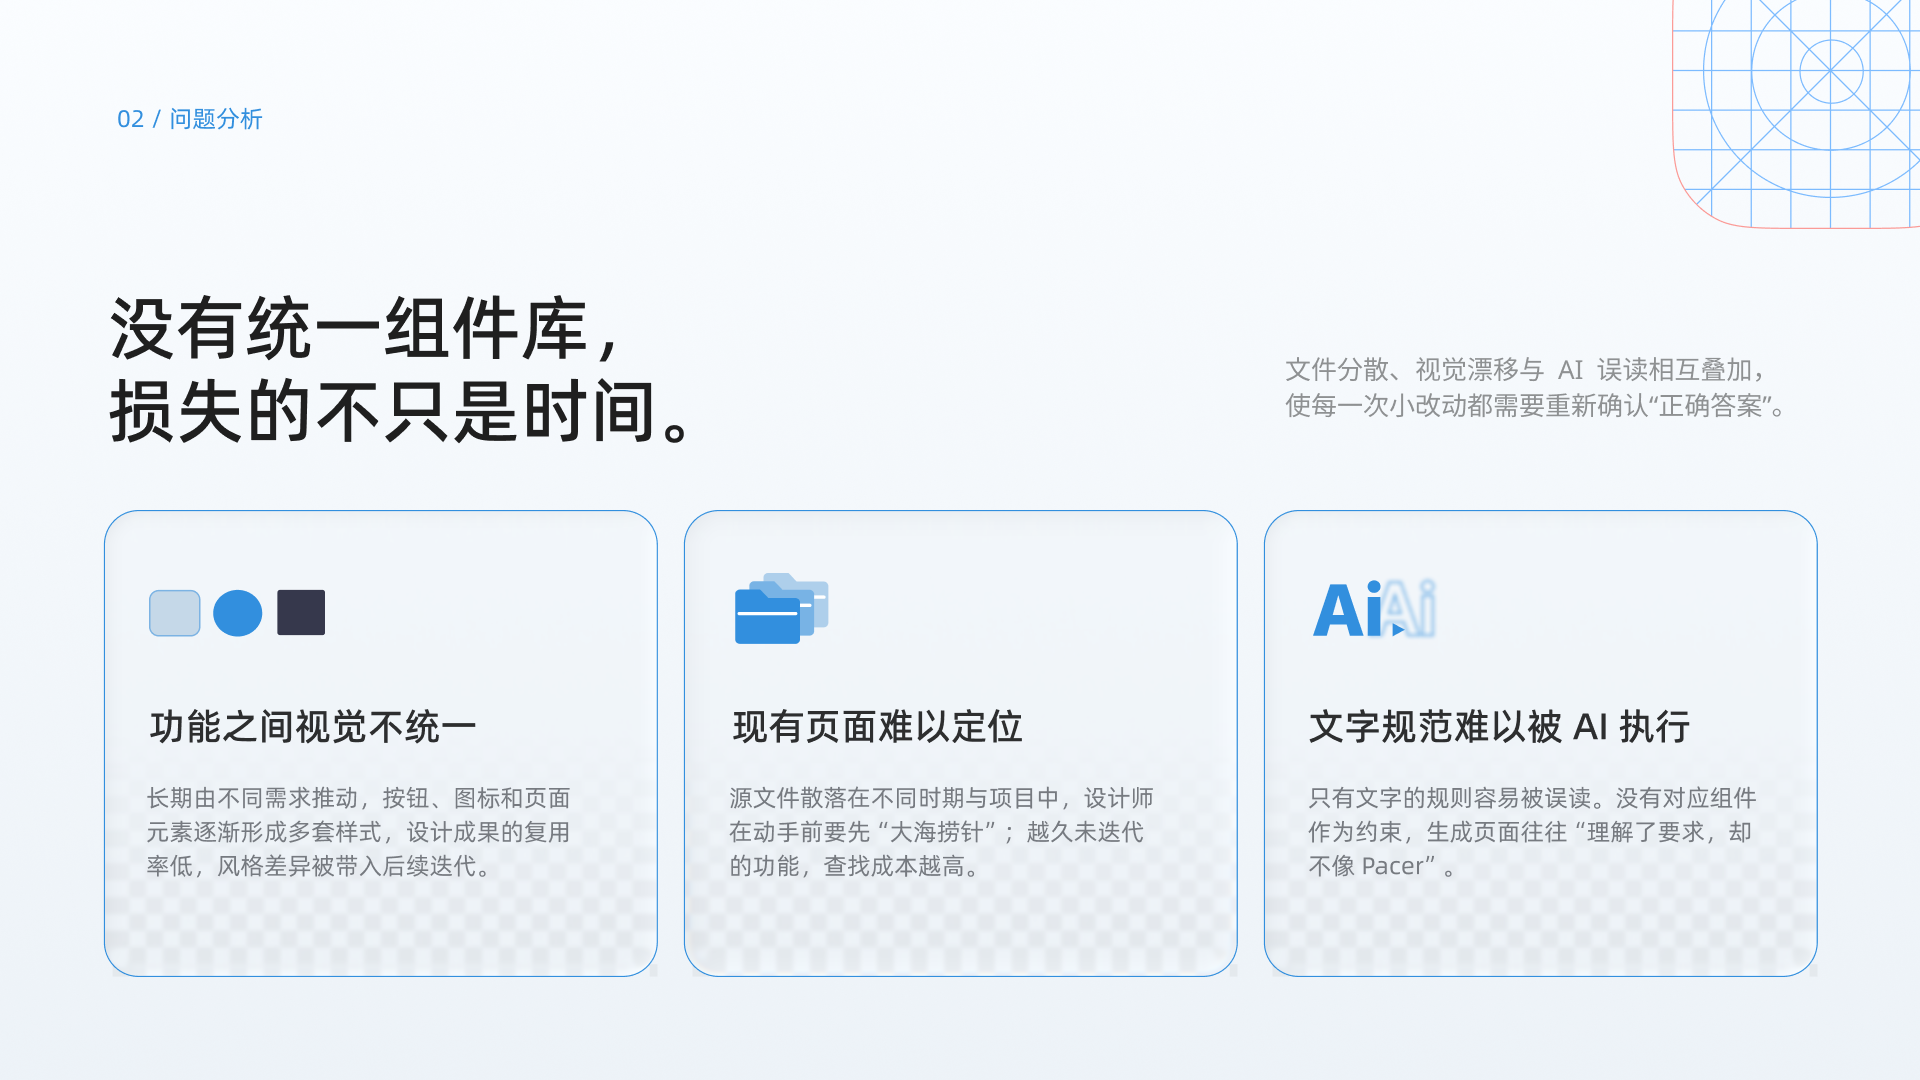 02 / 问题分析
没有统一组件库，
损失的不只是时间。
文件分散、视觉漂移与 AI 误读相互叠加，
使每一次小改动都需要重新确认“正确答案”。
功能之间视觉不统一
长期由不同需求推动，按钮、图标和页面
元素逐渐形成多套样式，设计成果的复用
率低，风格差异被带入后续迭代。
现有页面难以定位
源文件散落在不同时期与项目中，设计师
在动手前要先 “大海捞针” ；越久未迭代
的功能，查找成本越高。
Ai
文字规范难以被 AI 执行
只有文字的规则容易被误读。没有对应组件
作为约束，生成页面往往 “理解了要求，却
不像 Pacer” 。